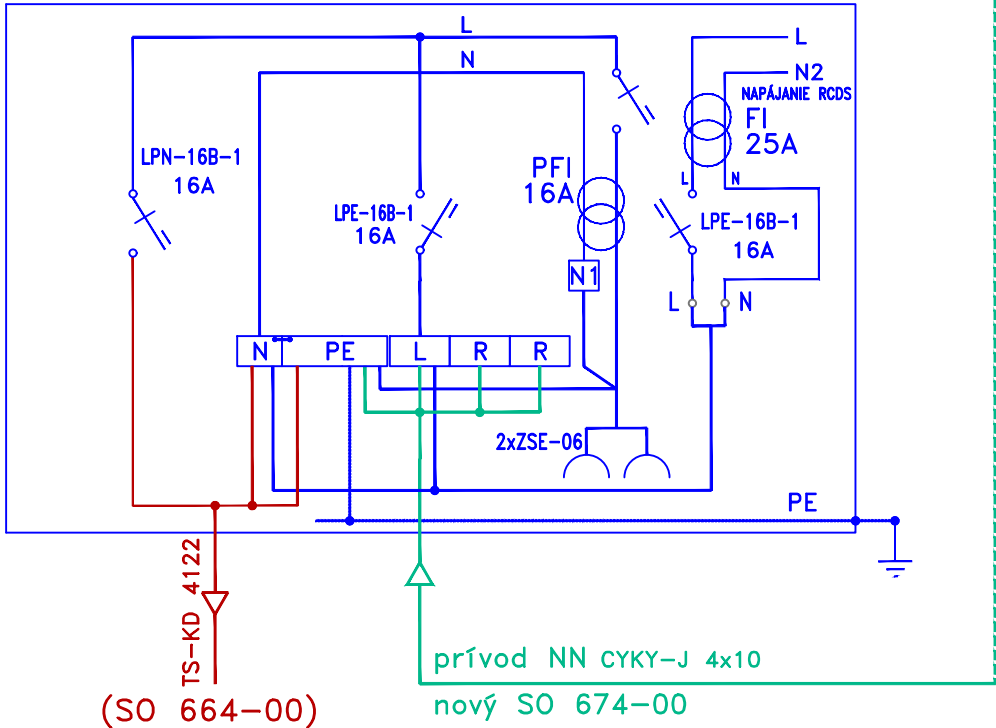 L
L
N
N2
NAPÁJANIE RCDS
FI
25A
LPN-16B-1
16A
PFI
16A
L
N
LPE-16B-1
16A
LPE-16B-1
16A
N1
L
N
N
PE
L
R
R
2xZSE-06
PE
TS-KD 4122
prívod NN CYKY-J 4x10
nový SO 674-00
(SO 664-00)